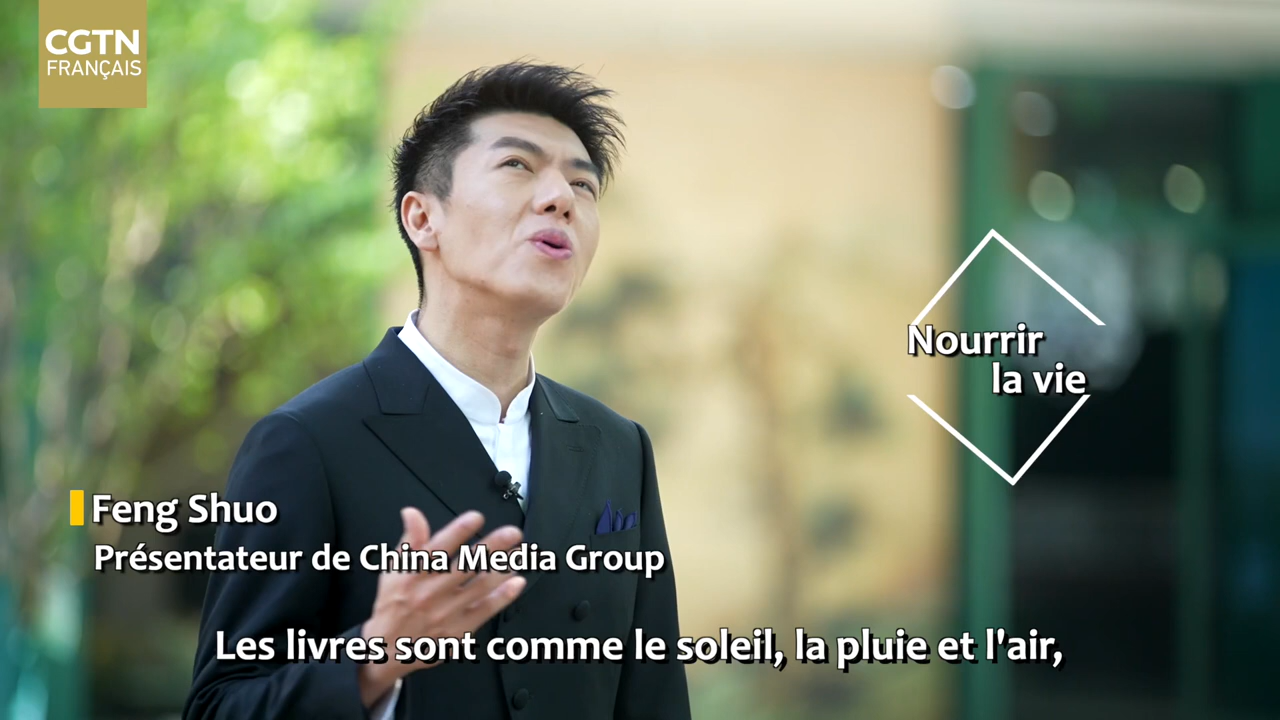 CGTN
FRANÇAIS
Nourrir
la vie
Feng Shuo
Présentateur de China Media Group
Les livres sont comme le soleil, la pluie et l'air,